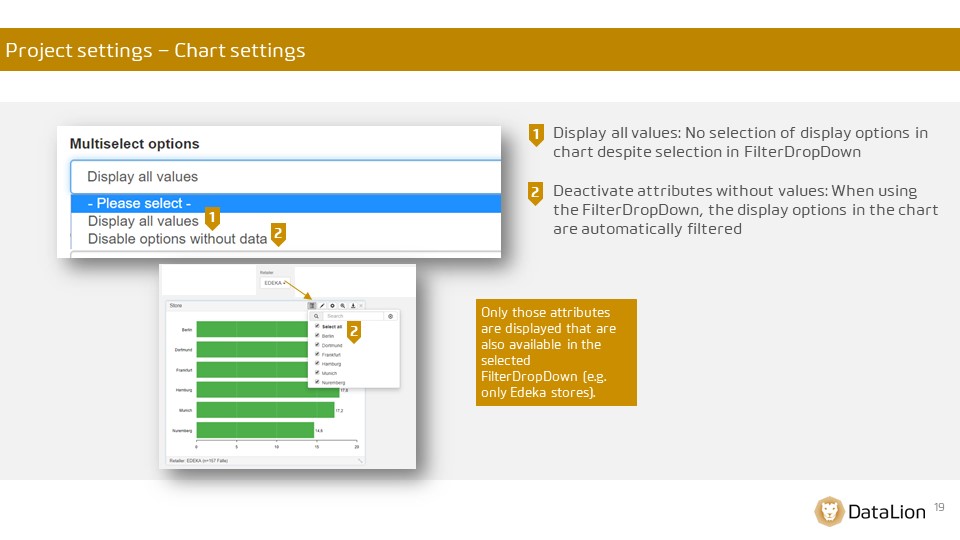 Project settings – Chart settings
Multiselect options
Display all values
- Please select -
Display all values 1
Disable options without data 2
1 Display all values: No selection of display options in
chart despite selection in FilterDropDown
2 Deactivate attributes without values: When using
the FilterDropDown, the display options in the chart
are automatically filtered
Retailer
EDEKA
Store
Search
Select all
2
Berlin
Dortmund
Frankfurt
Hamburg
Munich
Nuremberg
Berlin
Dortmund
Frankfurt
Hamburg 17,8
Munich 17,2
Nuremberg 14,6
0 5 10 15 20
Retailer: EDEKA (n=157 Fälle)
Only those attributes
are displayed that are
also available in the
selected
FilterDropDown (e.g.
only Edeka stores).
DataLion
19